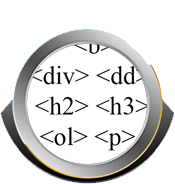 <b>
<div> <dd
<h2> <h3>
<ol> <p>